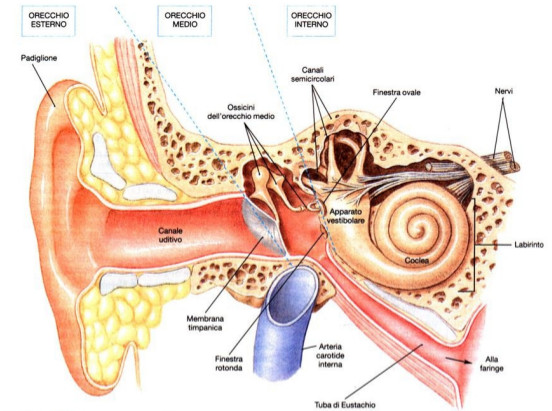 ORECCHIO
ESTERNO
ORECCHIO
MEDIO
ORECCHIO
INTERNO
Padiglione
Canali
semicircolari
Finestra ovale
Nervi
Ossicini
dell'orecchio medio
Apparato
vestibolare
Canale
uditivo
Coclea
Labirinto
Membrana
timpanica
Finestra
rotonda
Arteria
carotide
interna
Alla
faringe
Tuba di Eustachio